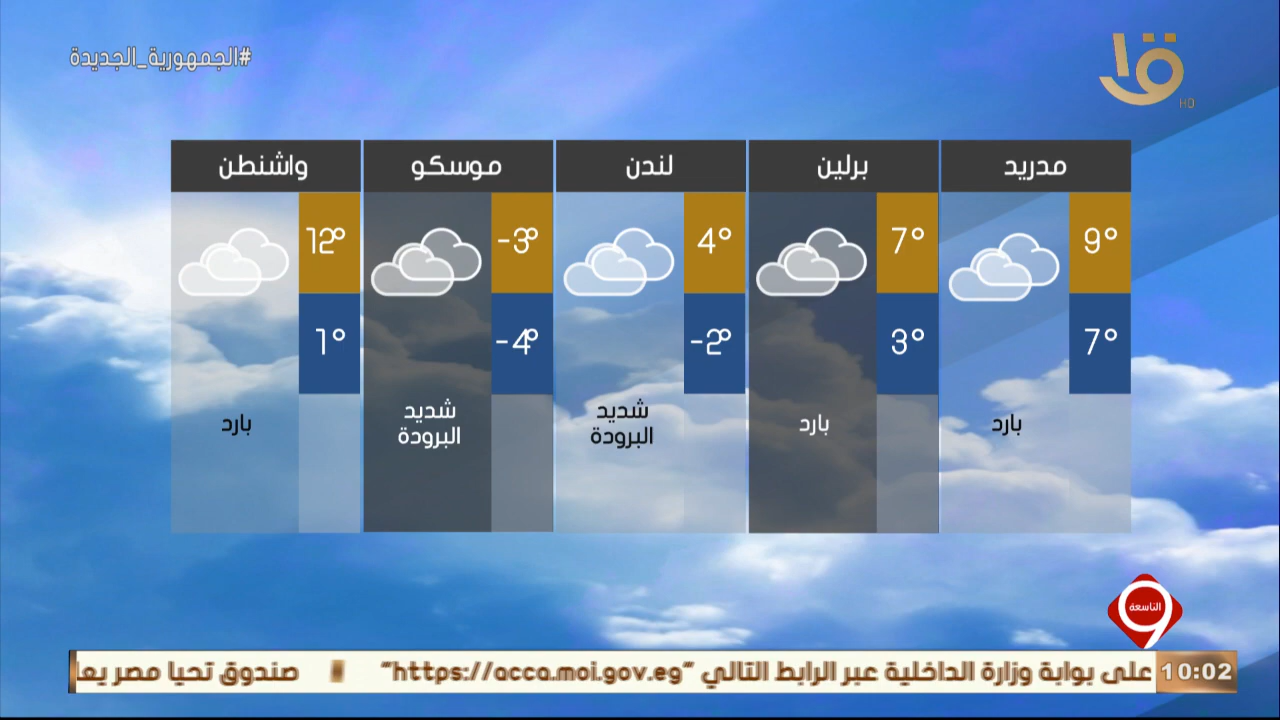 #الجمهورية_الجديدة
HD
مدريد
9°
7°
بارد
برلين
7°
3°
بارد
لندن
4°
-2°
شديد
البرودة
موسكو
-3°
-4°
شديد
البرودة
واشنطن
12°
1°
بارد
التاسعة
9
10:02
على بوابة وزارة الداخلية عبر الرابط التالي "https://acca.moi.gov.eg" صندوق تحيا مصر يعا